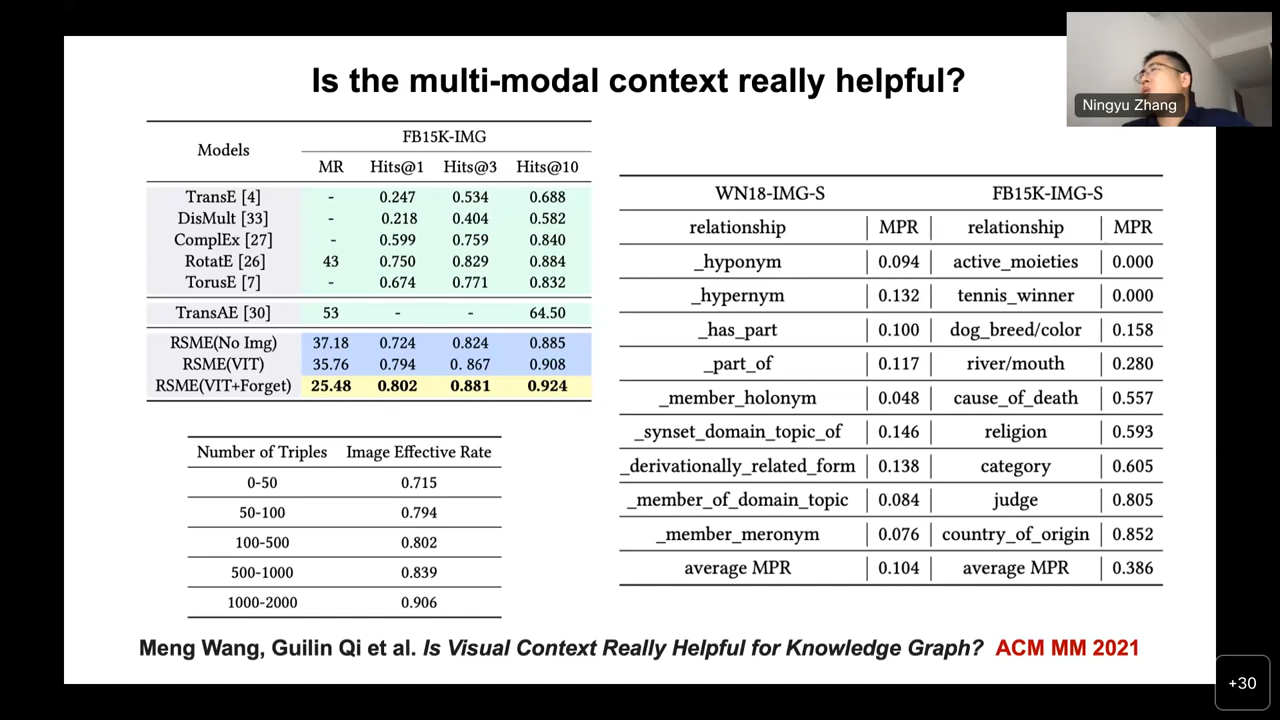 Is the multi-modal context really helpful?
Ningyu Zhang
Models FB15K-IMG
MR Hits@1 Hits@3 Hits@10
TransE [4] - 0.247 0.534 0.688
DisMult [33] - 0.218 0.404 0.582
ComplEx [27] - 0.599 0.759 0.840
RotatE [26] 43 0.750 0.829 0.884
TorusE [7] - 0.674 0.771 0.832
TransAE [30] 53 - - 64.50
RSME(No Img) 37.18 0.724 0.824 0.885
RSME(VIT) 35.76 0.794 0. 867 0.908
RSME(VIT+Forget) 25.48 0.802 0.881 0.924
Number of Triples Image Effective Rate
0-50 0.715
50-100 0.794
100-500 0.802
500-1000 0.839
1000-2000 0.906
WN18-IMG-S FB15K-IMG-S
relationship MPR relationship MPR
_hyponym 0.094 active_moieties 0.000
_hypernym 0.132 tennis_winner 0.000
_has_part 0.100 dog_breed/color 0.158
_part_of 0.117 river/mouth 0.280
_member_holonym 0.048 cause_of_death 0.557
_synset_domain_topic_of 0.146 religion 0.593
_derivationally_related_form 0.138 category 0.605
_member_of_domain_topic 0.084 judge 0.805
_member_meronym 0.076 country_of_origin 0.852
average MPR 0.104 average MPR 0.386
Meng Wang, Guilin Qi et al. Is Visual Context Really Helpful for Knowledge Graph? ACM MM 2021
+30